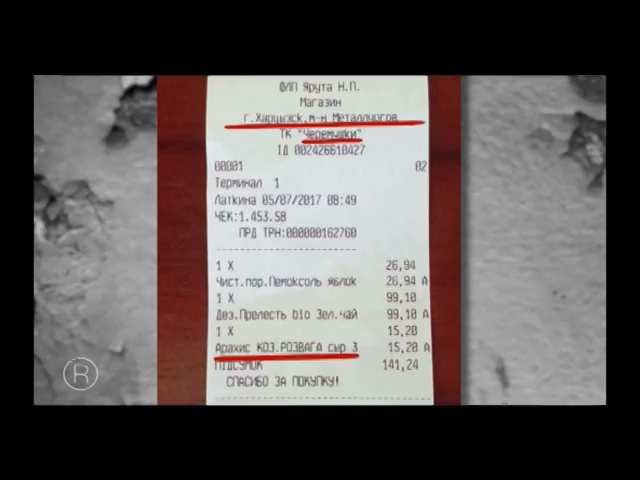 ФЛП Ярута Н.П.
Магазин
г.Харцызск,м-н Металлургов
ТК "Черемушки"
ІД 002426610427
00001 02
Терминал 1
Латкина 05/07/2017 08:49
ЧЕК:1.453.58
ПРД ТРН:000000162760
1 X 26,94
Чист.пор.Пемоксоль яблок 26,94 А
1 X 99,10
Дез.Прелесть bio Зел.чай 99,10 А
1 X 15,20
Арахис КОЗ.РОЗВАГА сыр 3 15,20 А
ПІДСУМОК 141,24
СПАСИБО ЗА ПОКУПКУ!
R